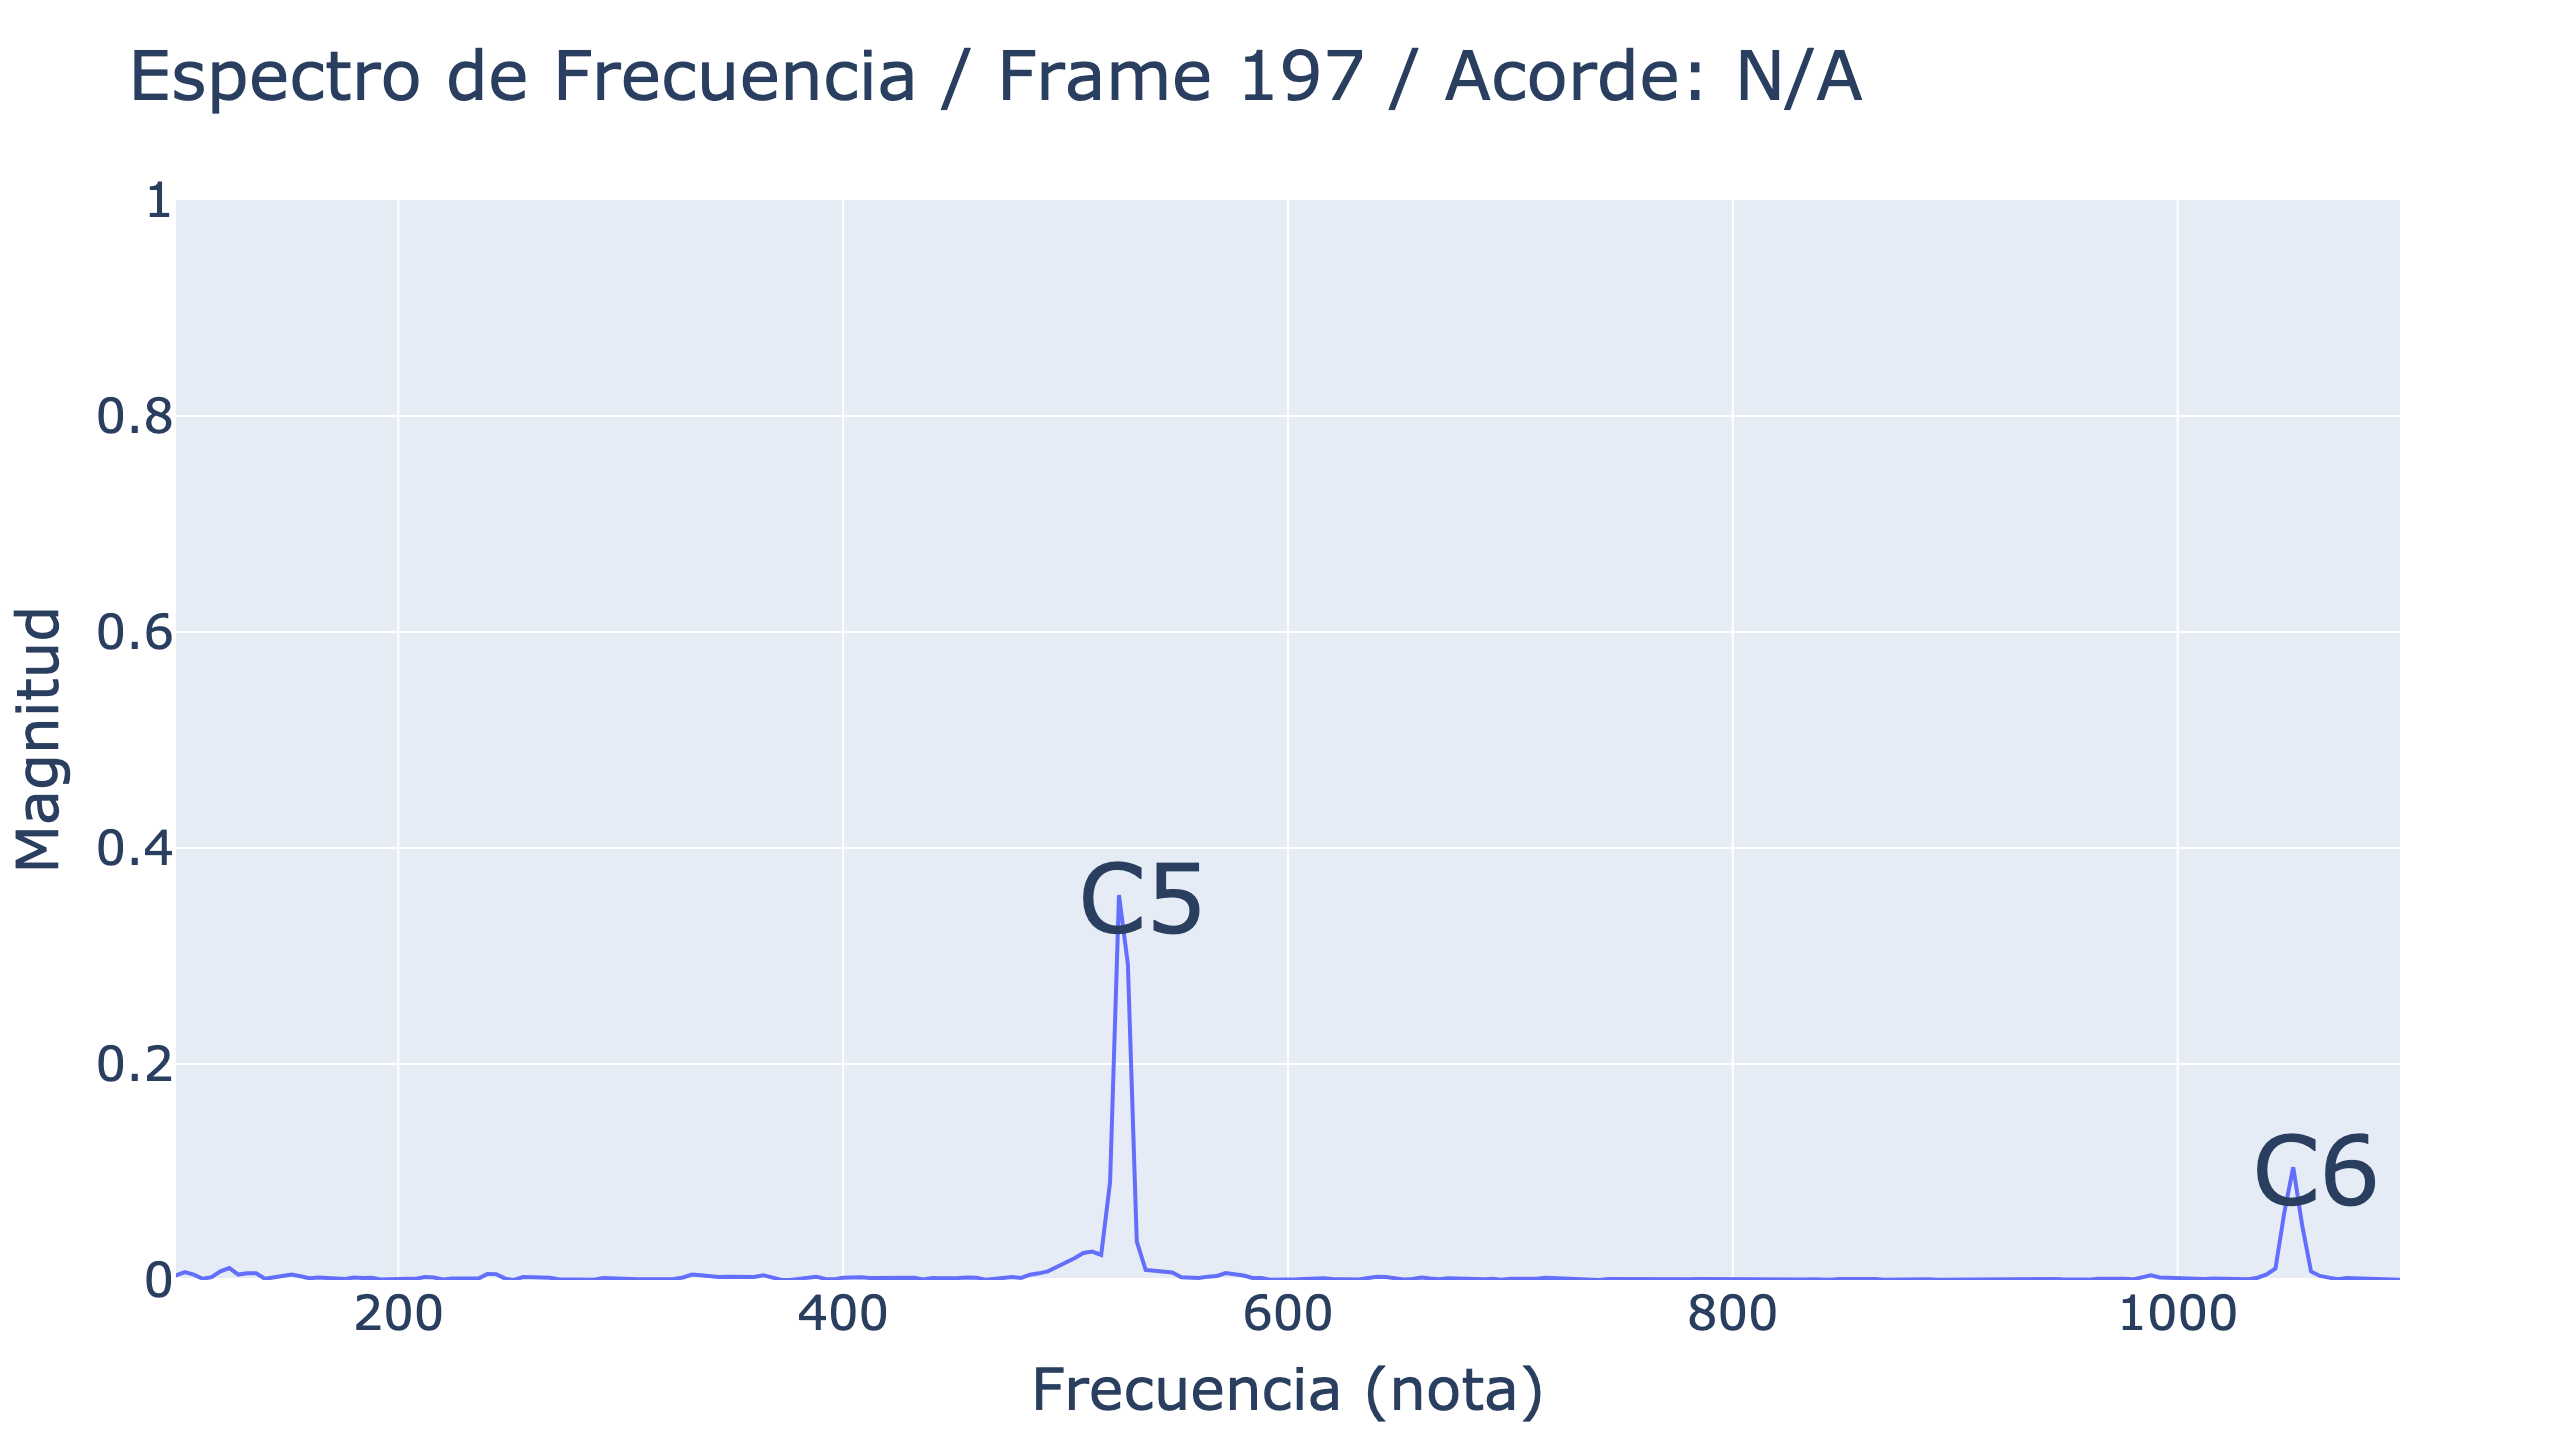 Espectro de Frecuencia / Frame 197 / Acorde: N/A
1
0.8
0.6
0.4
0.2
0
Magnitud
C5
C6
200 400 600 800 1000
Frecuencia (nota)